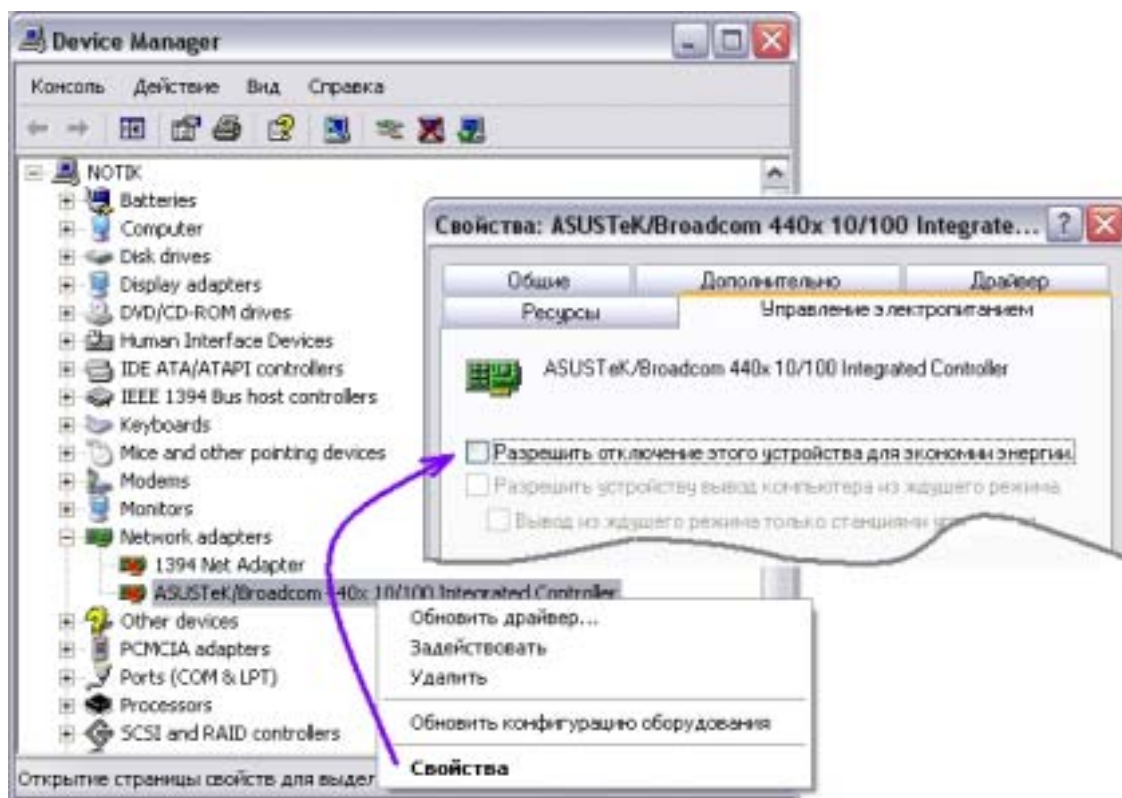 Device Manager
Консоль Действие Вид Справка
NOTIK
Batteries
Computer
Disk drives
Display adapters
DVD/CD-ROM drives
Human Interface Devices
IDE ATA/ATAPI controllers
IEEE 1394 Bus host controllers
Keyboards
Mice and other pointing devices
Modems
Monitors
Network adapters
1394 Net Adapter
ASUSTeK/Broadcom 440x 10/100 Integrated Controller
Other devices
PCMCIA adapters
Ports (COM & LPT)
Processors
SCSI and RAID controllers
Открытие страницы свойств для выдел
Свойства: ASUSTeK/Broadcom 440x 10/100 Integrate... ?
Общие Дополнительно Драйвер
Ресурсы Управление электропитанием
ASUSTeK/Broadcom 440x 10/100 Integrated Controller
Разрешить отключение этого устройства для экономии энергии.
Разрешить устройству вывод компьютера из ждущего режима
Вывод из ждущего режима только станциями
Обновить драйвер...
Задействовать
Удалить
Обновить конфигурацию оборудования
Свойства